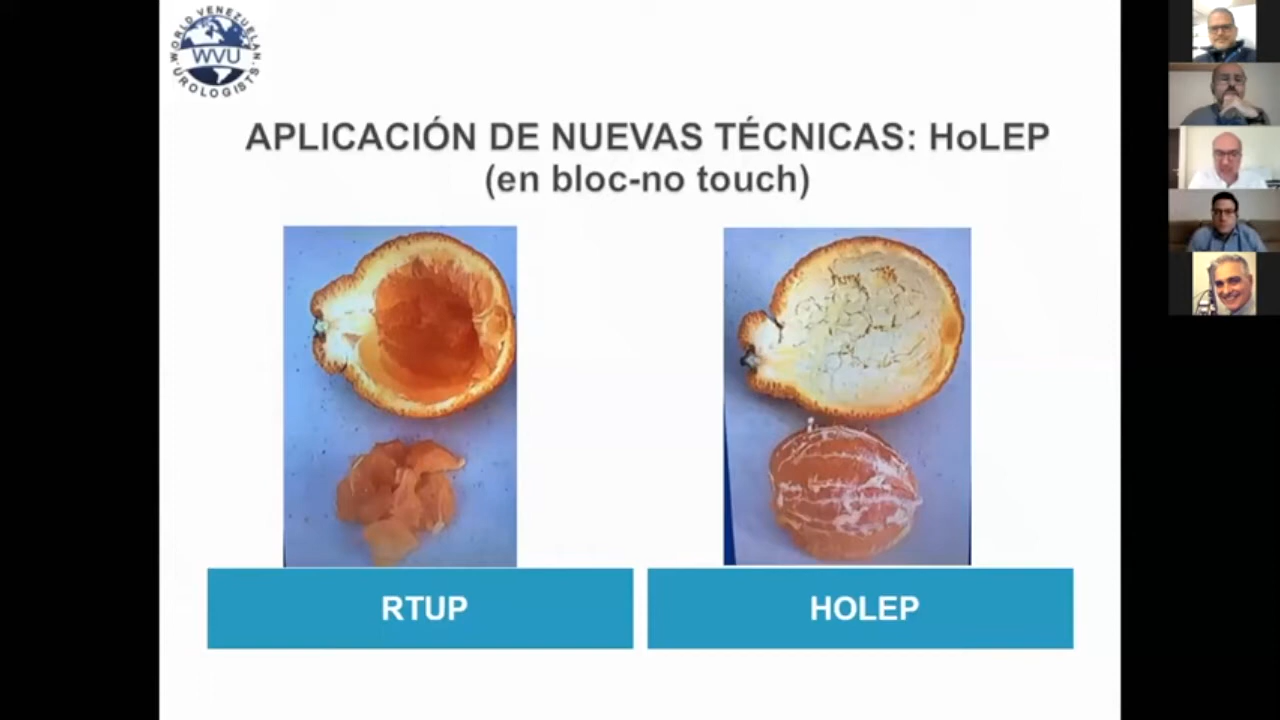 WORLD VENEZUELAN
WVU
UROLOGISTS
APLICACIÓN DE NUEVAS TÉCNICAS: HoLEP
(en bloc-no touch)
RTUP
HOLEP